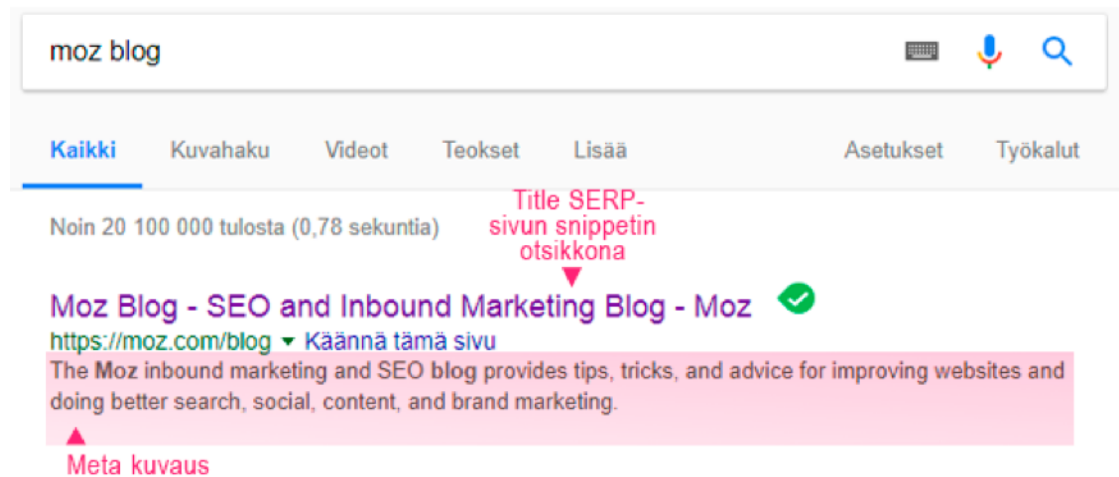 moz blog
Kaikki Kuvahaku Videot Teokset Lisää Asetukset Työkalut
Title SERP-
sivun snippetin
otsikkona
Noin 20 100 000 tulosta (0,78 sekuntia)
Moz Blog - SEO and Inbound Marketing Blog - Moz
https://moz.com/blog Käännä tämä sivu
The Moz inbound marketing and SEO blog provides tips, tricks, and advice for improving websites and
doing better search, social, content, and brand marketing.
Meta kuvaus